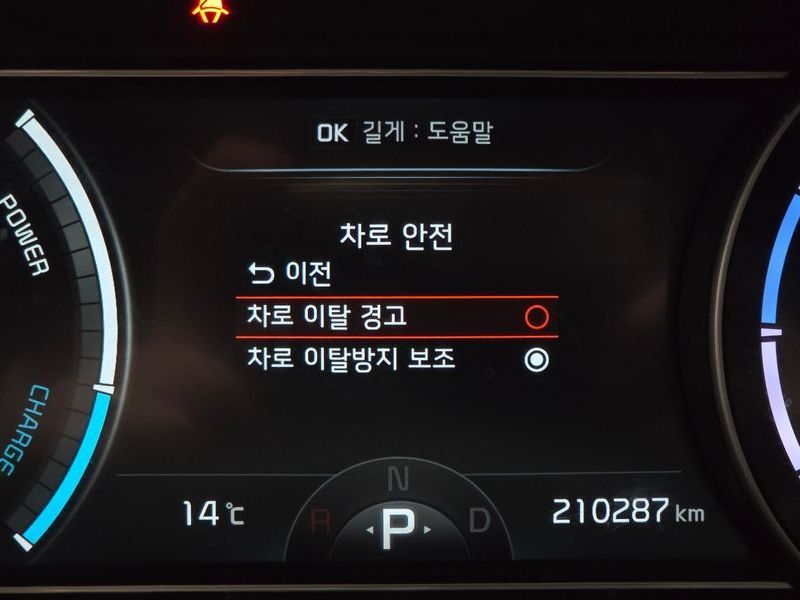 OK 길게 : 도움말
차로 안전
이전
차로 이탈 경고
차로 이탈방지 보조
POWER
CHARGE
N
R
P
D
14℃
210287 km